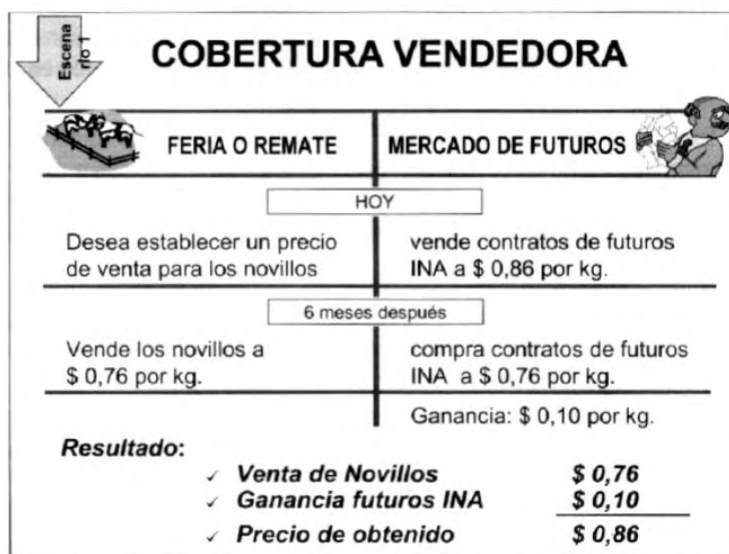 Escena
rio 1
COBERTURA VENDEDORA
FERIA O REMATE
MERCADO DE FUTUROS
HOY
Desea establecer un precio
de venta para los novillos
vende contratos de futuros
INA a $ 0,86 por kg.
6 meses después
Vende los novillos a
$ 0,76 por kg.
compra contratos de futuros
INA a $ 0,76 por kg.
Ganancia: $ 0,10 por kg.
Resultado:
✓ Venta de Novillos $ 0,76
✓ Ganancia futuros INA $ 0,10
✓ Precio de obtenido $ 0,86